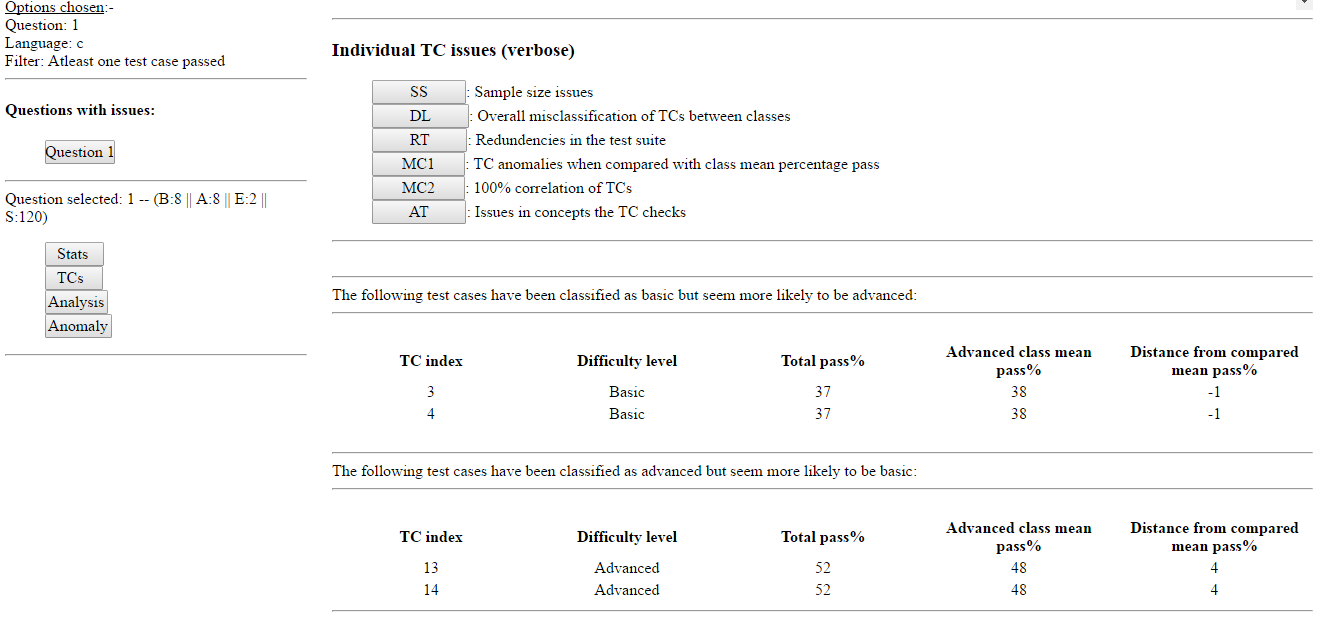 Options chosen:-
Question: 1
Language: c
Filter: Atleast one test case passed
Questions with issues:
Question 1
Question selected: 1 -- (B:8 || A:8 || E:2 ||
S:120)
Stats
TCs
Analysis
Anomaly
Individual TC issues (verbose)
SS : Sample size issues
DL : Overall misclassification of TCs between classes
RT : Redundencies in the test suite
MC1 : TC anomalies when compared with class mean percentage pass
MC2 : 100% correlation of TCs
AT : Issues in concepts the TC checks
The following test cases have been classified as basic but seem more likely to be advanced:
TC index Difficulty level Total pass% Advanced class mean pass% Distance from compared mean pass%
3 Basic 37 38 -1
4 Basic 37 38 -1
The following test cases have been classified as advanced but seem more likely to be basic:
TC index Difficulty level Total pass% Advanced class mean pass% Distance from compared mean pass%
13 Advanced 52 48 4
14 Advanced 52 48 4